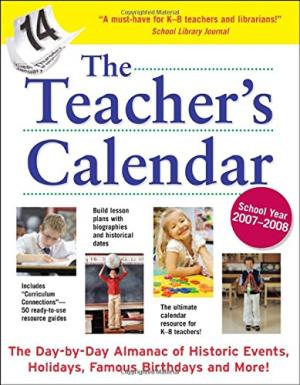 14
"A must-have for K–8 teachers and librarians!"
School Library Journal
The
Teacher's
Calendar
School Year
2007–2008
Build lesson
plans with
biographies and
historical
dates
Includes
"Curriculum
Connections"—
50 ready-to-use
resource guides
The ultimate
calendar
resource for
K–8 teachers!
The Day-by-Day Almanac of Historic Events,
Holidays, Famous Birthdays and More!